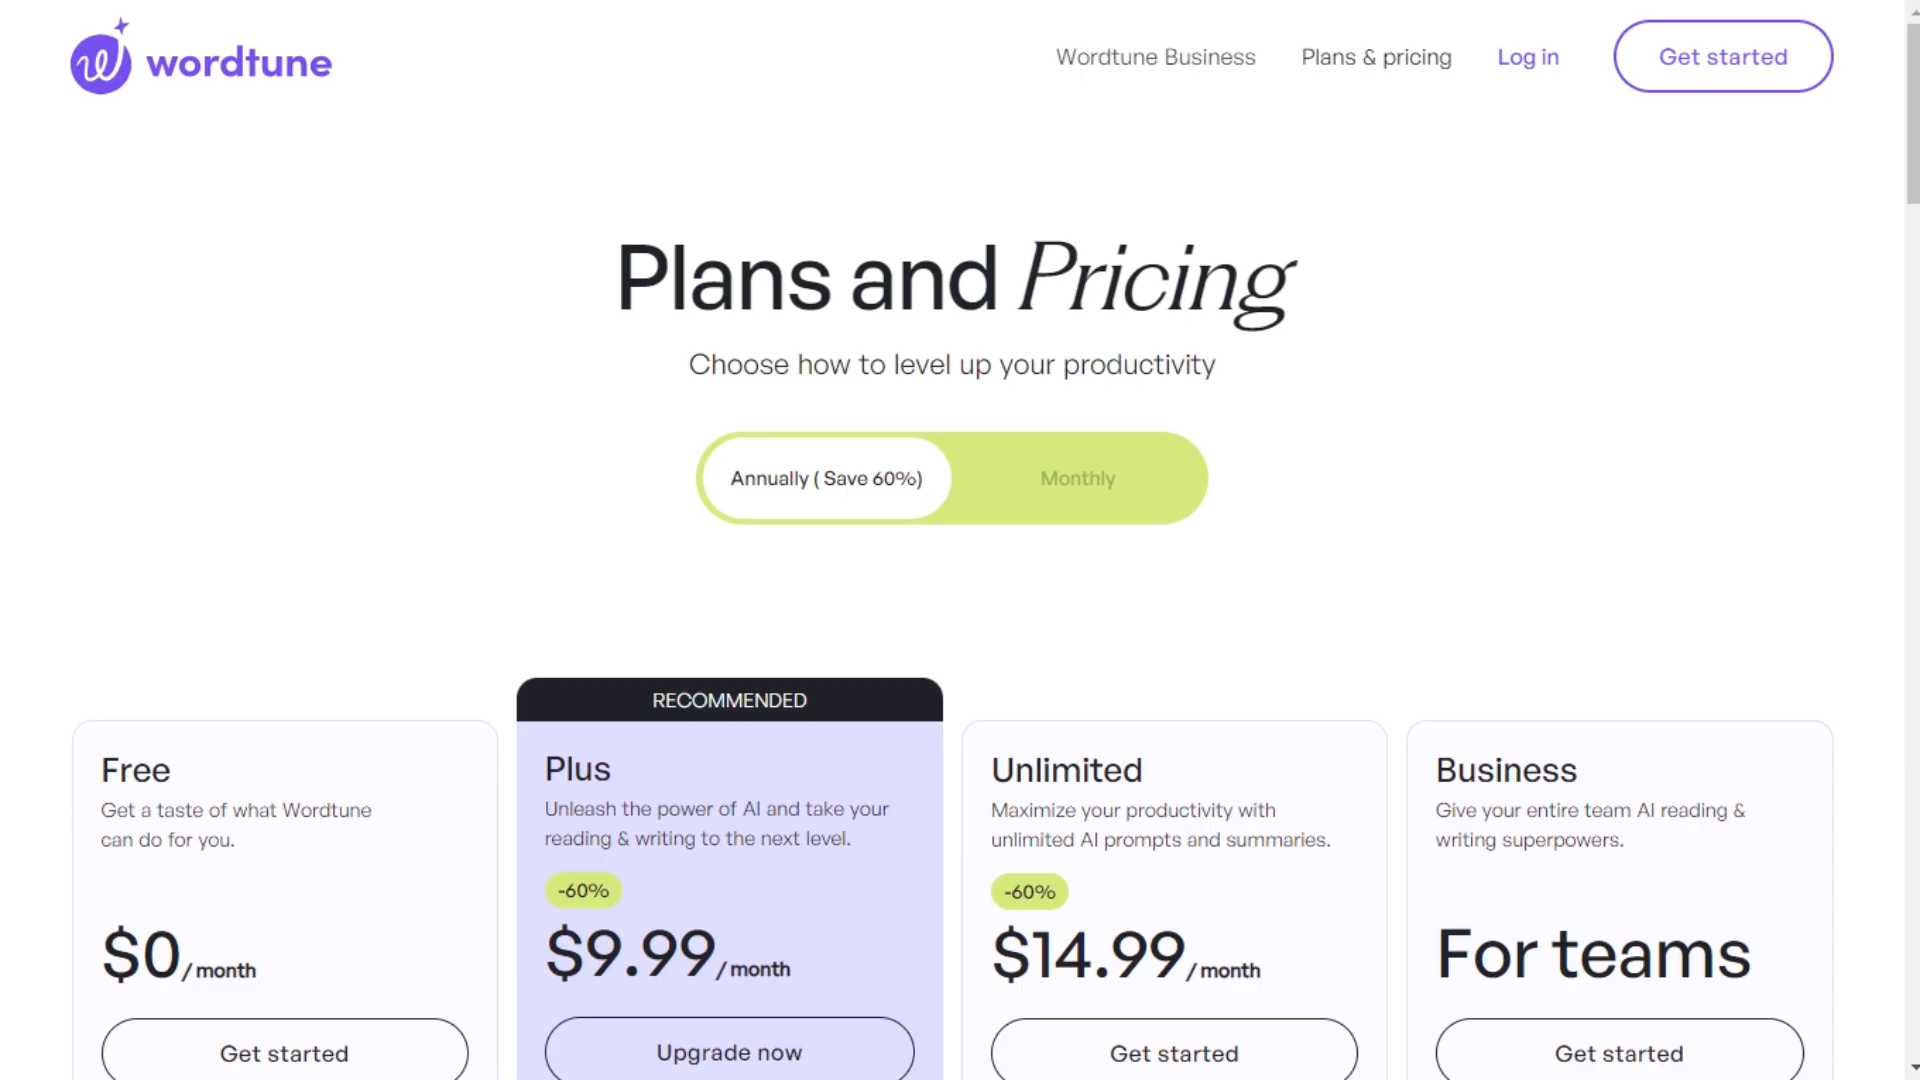 wordtune
Wordtune Business
Plans & pricing
Log in
Get started
Plans and Pricing
Choose how to level up your productivity
Annually ( Save 60%)
Monthly
Free
Get a taste of what Wordtune
can do for you.
$0/ month
Get started
RECOMMENDED
Plus
Unleash the power of AI and take your
reading & writing to the next level.
-60%
$9.99/ month
Upgrade now
Unlimited
Maximize your productivity with
unlimited AI prompts and summaries.
-60%
$14.99/ month
Get started
Business
Give your entire team AI reading &
writing superpowers.
For teams
Get started